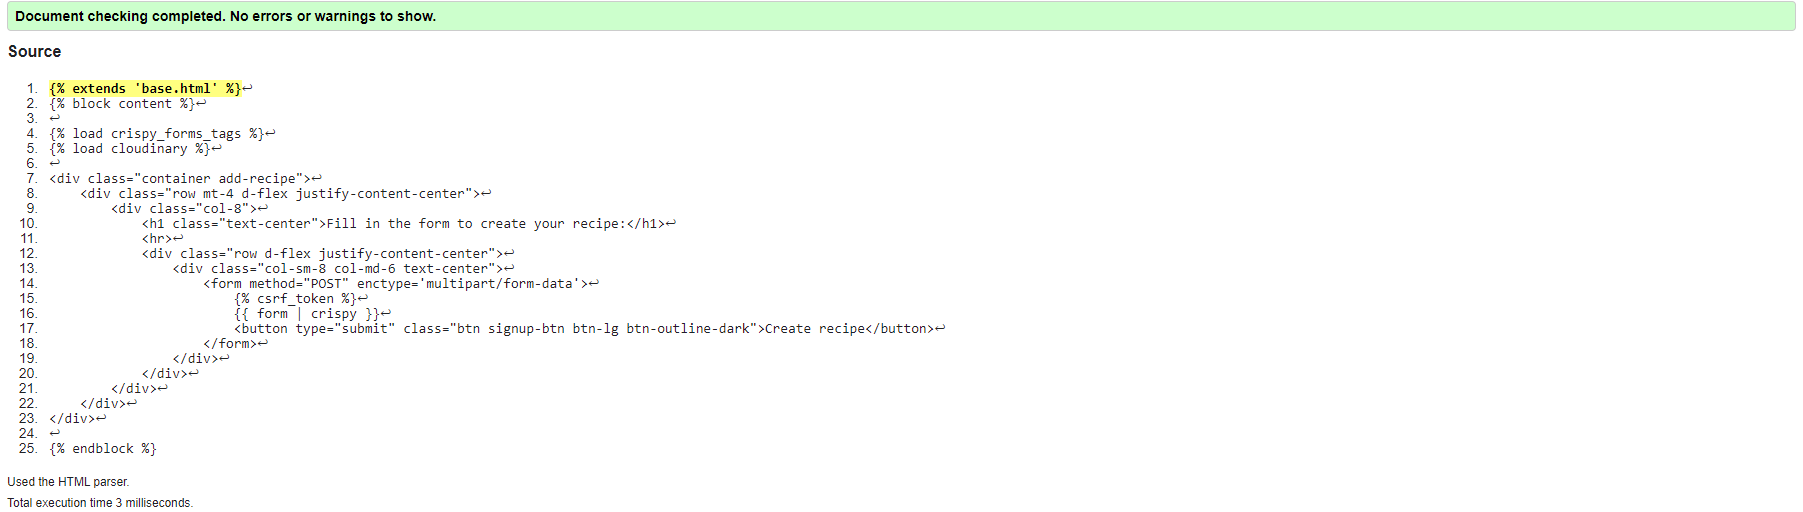 Document checking completed. No errors or warnings to show.
Source
1. {% extends 'base.html' %}↩
2. {% block content %}↩
3. ↩
4. {% load crispy_forms_tags %}↩
5. {% load cloudinary %}↩
6. ↩
7. <div class="container add-recipe">↩
8.     <div class="row mt-4 d-flex justify-content-center">↩
9.         <div class="col-8">↩
10.             <h1 class="text-center">Fill in the form to create your recipe:</h1>↩
11.             <hr>↩
12.             <div class="row d-flex justify-content-center">↩
13.                 <div class="col-sm-8 col-md-6 text-center">↩
14.                     <form method="POST" enctype='multipart/form-data'>↩
15.                         {% csrf_token %}↩
16.                         {{ form | crispy }}↩
17.                         <button type="submit" class="btn signup-btn btn-lg btn-outline-dark">Create recipe</button>↩
18.                     </form>↩
19.                 </div>↩
20.             </div>↩
21.         </div>↩
22.     </div>↩
23. </div>↩
24. ↩
25. {% endblock %}
Used the HTML parser.
Total execution time 3 milliseconds.